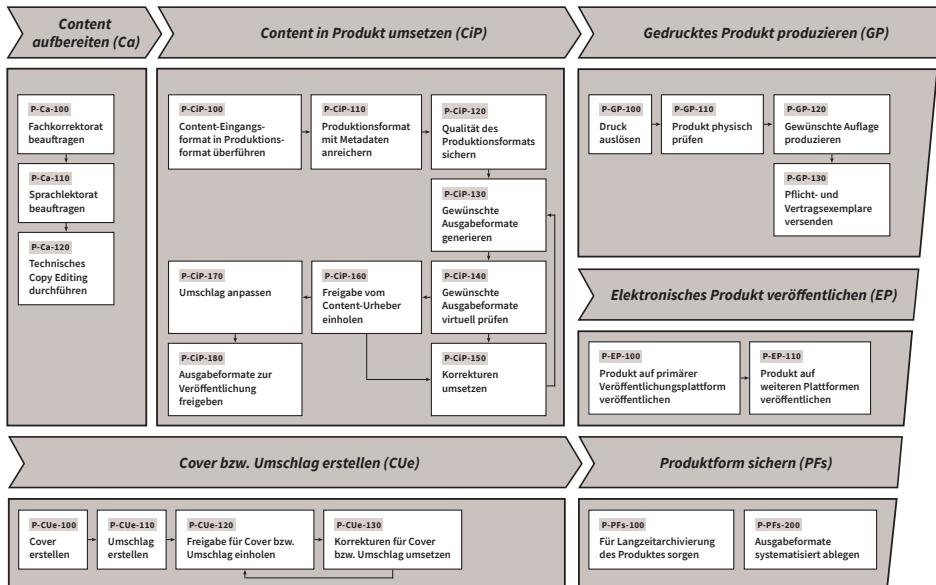 Content
aufbereiten (Ca)
P-Ca-100
Fachkorrektorat
beauftragen
P-Ca-110
Sprachlektorat
beauftragen
P-Ca-120
Technisches
Copy Editing
durchführen
Content in Produkt umsetzen (CiP)
P-CiP-100
Content-Eingangs-
format in Produktions-
format überführen
P-CiP-110
Produktionsformat
mit Metadaten
anreichern
P-CiP-120
Qualität des
Produktionsformats
sichern
P-CiP-130
Gewünschte
Ausgabeformate
generieren
P-CiP-140
Gewünschte
Ausgabeformate
virtuell prüfen
P-CiP-150
Korrekturen
umsetzen
P-CiP-160
Freigabe vom
Content-Urheber
einholen
P-CiP-170
Umschlag anpassen
P-CiP-180
Ausgabeformate zur
Veröffentlichung
freigeben
Gedrucktes Produkt produzieren (GP)
P-GP-100
Druck
auslösen
P-GP-110
Produkt physisch
prüfen
P-GP-120
Gewünschte Auflage
produzieren
P-GP-130
Pflicht- und
Vertragsexemplare
versenden
Elektronisches Produkt veröffentlichen (EP)
P-EP-100
Produkt auf primärer
Veröffentlichungsplattform
veröffentlichen
P-EP-110
Produkt auf
weiteren Plattformen
veröffentlichen
Cover bzw. Umschlag erstellen (CUe)
P-CUe-100
Cover
erstellen
P-CUe-110
Umschlag
erstellen
P-CUe-120
Freigabe für Cover bzw.
Umschlag einholen
P-CUe-130
Korrekturen für Cover
bzw. Umschlag umsetzen
Produktform sichern (PFs)
P-PFs-100
Für Langzeitarchivierung
des Produktes sorgen
P-PFs-200
Ausgabeformate
systematisiert ablegen